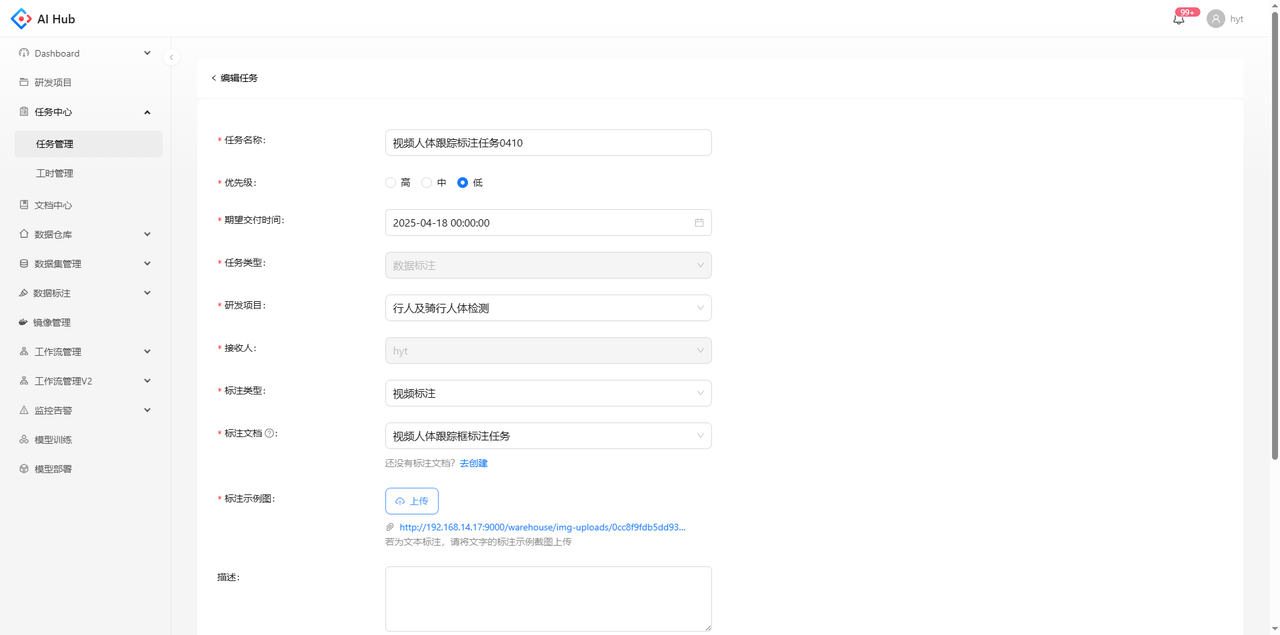 AI Hub
99+
hyt
Dashboard
研发项目
任务中心
任务管理
工时管理
文档中心
数据仓库
数据集管理
数据标注
镜像管理
工作流管理
工作流管理V2
监控告警
模型训练
模型部署
编辑任务
* 任务名称:
视频人体跟踪标注任务0410
* 优先级:
高 中 低
* 期望交付时间:
2025-04-18 00:00:00
* 任务类型:
数据标注
* 研发项目:
行人及骑行人体检测
* 接收人:
hyt
* 标注类型:
视频标注
* 标注文档 :
视频人体跟踪框标注任务
还没有标注文档? 去创建
* 标注示例图:
上传
http://192.168.14.17:9000/warehouse/img-uploads/0cc8f9fdb5dd93...
若为文本标注，请将文字的标注示例截图上传
描述: